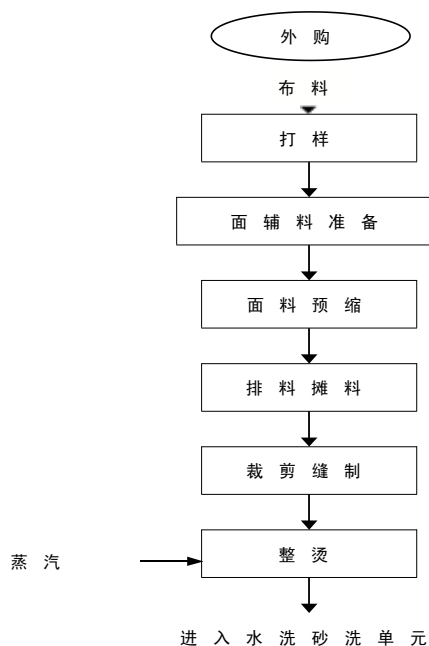 外购
布料
打样
面辅料准备
面料预缩
排料摊料
裁剪缝制
蒸汽
整烫
进入水洗砂洗单元